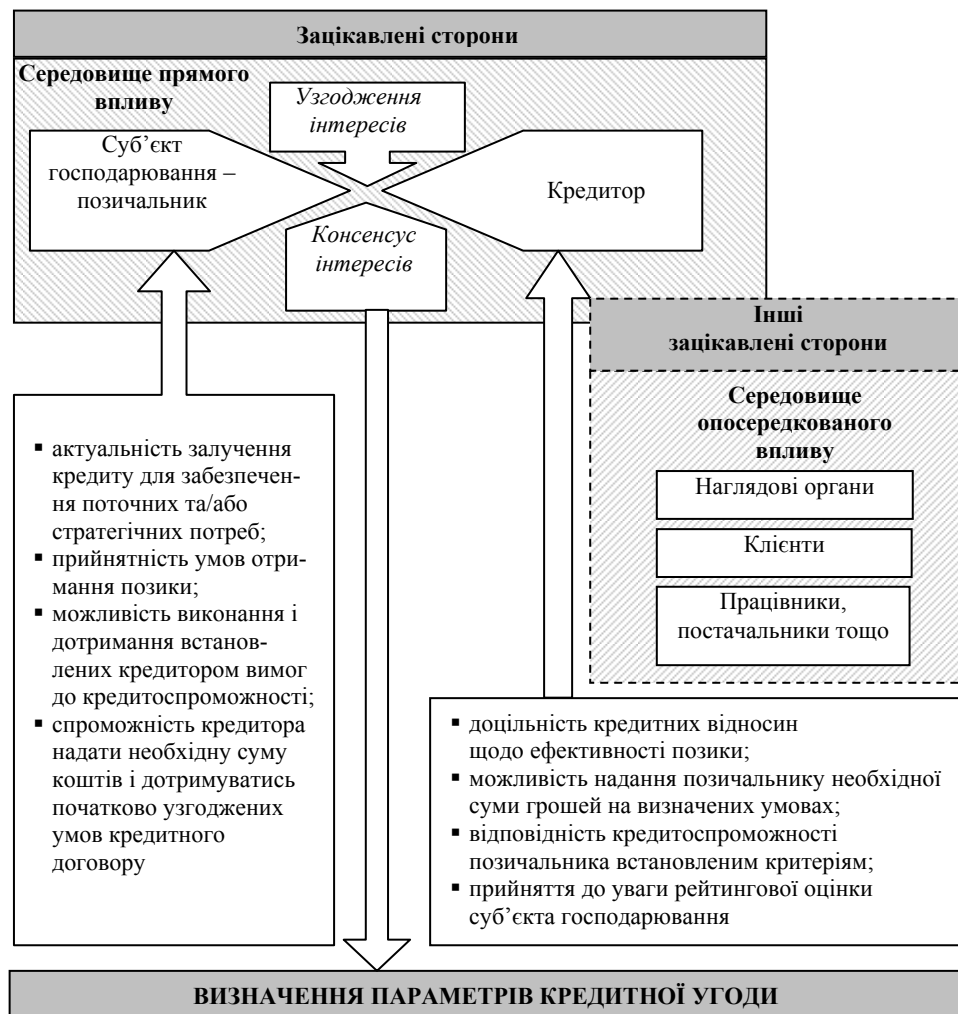 Зацікавлені сторони
Середовище прямого
впливу
Узгодження
інтересів
Суб’єкт
господарювання –
позичальник
Кредитор
Консенсус
інтересів
Інші
зацікавлені сторони
Середовище
опосередкованого
впливу
Наглядові органи
Клієнти
Працівники,
постачальники тощо
▪ актуальність залучення
кредиту для забезпечен-
ня поточних та/або
стратегічних потреб;
▪ прийнятність умов отри-
мання позики;
▪ можливість виконання і
дотримання встанов-
лених кредитором вимог
до кредитоспроможності;
▪ спроможність кредитора
надати необхідну суму
коштів і дотримуватись
початково узгоджених
умов кредитного
договору
▪ доцільність кредитних відносин
щодо ефективності позики;
▪ можливість надання позичальнику необхідної
суми грошей на визначених умовах;
▪ відповідність кредитоспроможності
позичальника встановленим критеріям;
▪ прийняття до уваги рейтингової оцінки
суб’єкта господарювання
ВИЗНАЧЕННЯ ПАРАМЕТРІВ КРЕДИТНОЇ УГОДИ